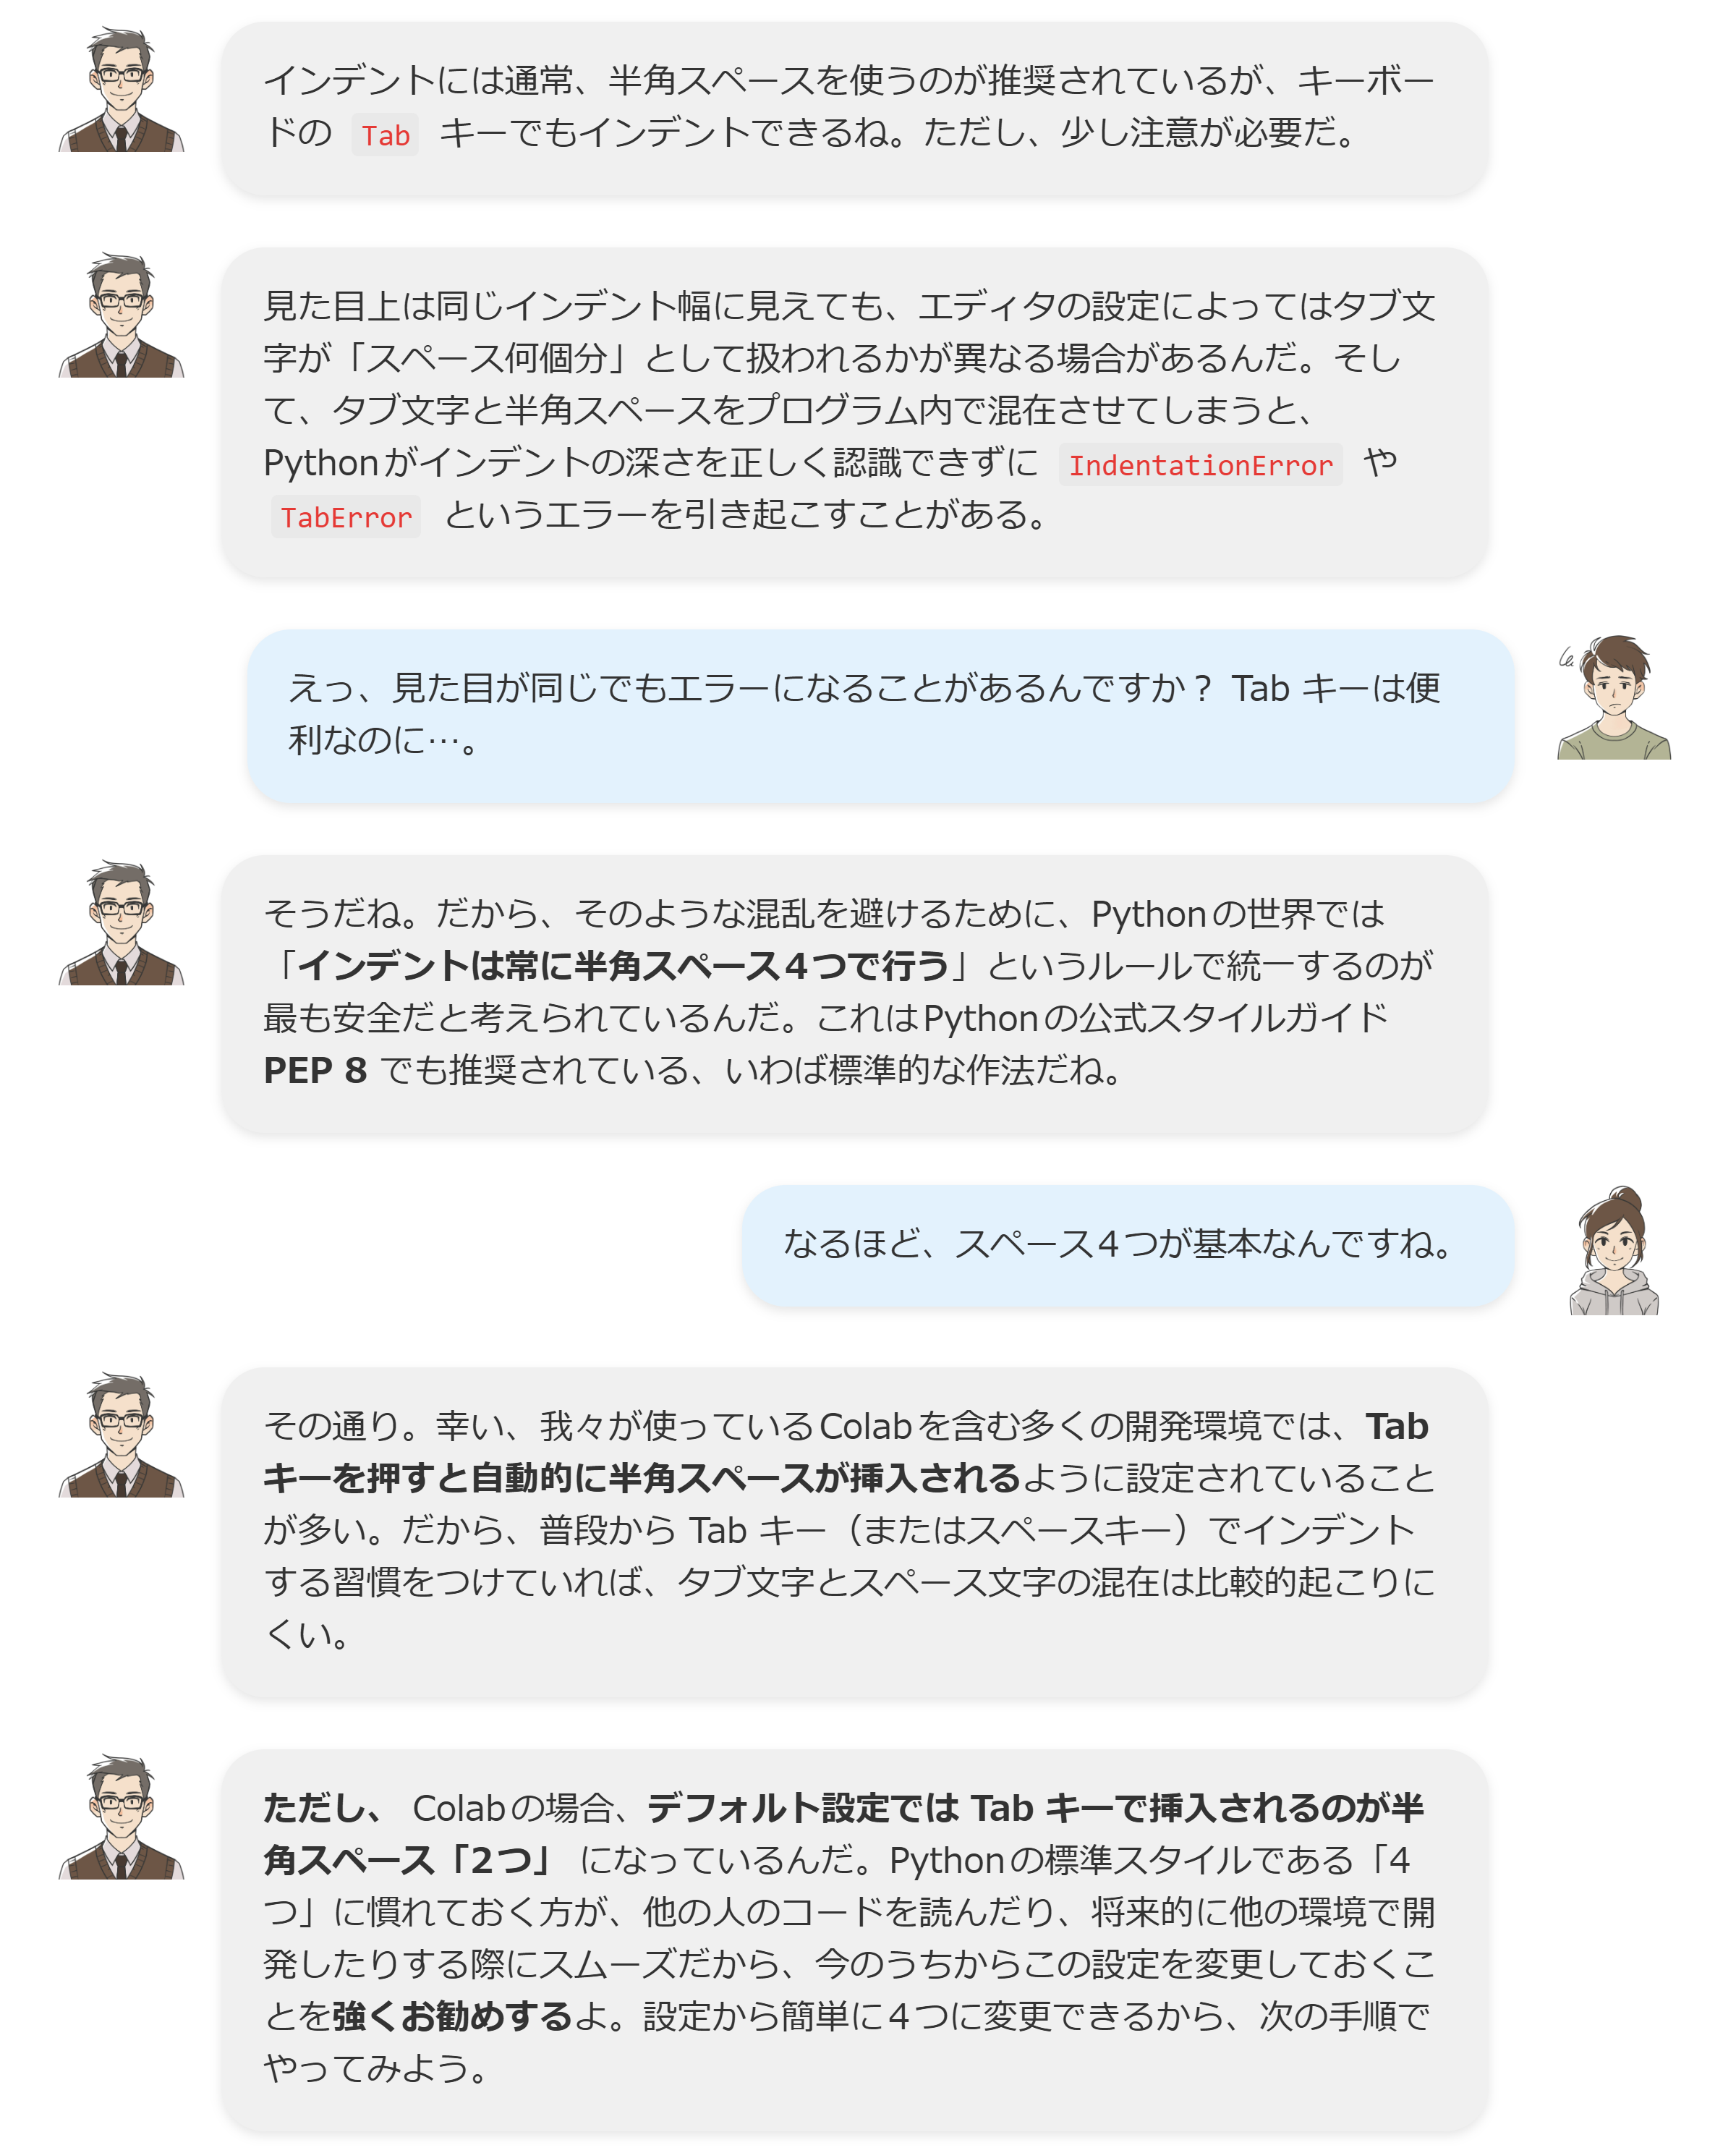 インデントには通常、半角スペースを使うのが推奨されているが、キーボー
ドの Tab キーでもインデントできるね。ただし、少し注意が必要だ。
見た目上は同じインデント幅に見えても、エディタの設定によってはタブ文
字が「スペース何個分」として扱われるかが異なる場合があるんだ。そし
て、タブ文字と半角スペースをプログラム内で混在させてしまうと、
Pythonがインデントの深さを正しく認識できずに IndentationError や
TabError というエラーを引き起こすことがある。
えっ、見た目が同じでもエラーになることがあるんですか？ Tab キーは便
利なのに…。
そうだね。だから、そのような混乱を避けるために、Pythonの世界では
「インデントは常に半角スペース４つで行う」というルールで統一するのが
最も安全だと考えられているんだ。これはPythonの公式スタイルガイド
PEP 8 でも推奨されている、いわば標準的な作法だね。
なるほど、スペース４つが基本なんですね。
その通り。幸い、我々が使っているColabを含む多くの開発環境では、Tab
キーを押すと自動的に半角スペースが挿入されるように設定されていること
が多い。だから、普段から Tab キー（またはスペースキー）でインデント
する習慣をつけていれば、タブ文字とスペース文字の混在は比較的起こりに
くい。
ただし、 Colabの場合、デフォルト設定では Tab キーで挿入されるのが半
角スペース「2つ」 になっているんだ。Pythonの標準スタイルである「4
つ」に慣れておく方が、他の人のコードを読んだり、将来的に他の環境で開
発したりする際にスムーズだから、今のうちからこの設定を変更しておくこ
とを強くお勧めするよ。設定から簡単に４つに変更できるから、次の手順で
やってみよう。